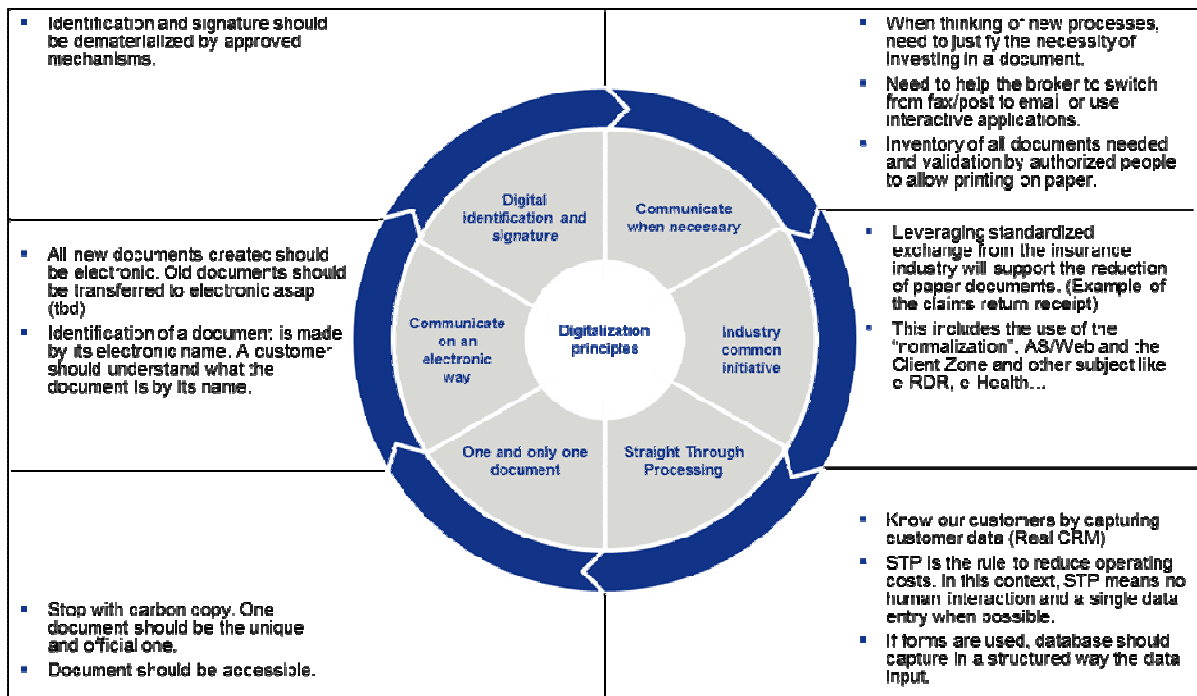 Identification and signature should
be dematerialized by approved
mechanisms.
When thinking of new processes,
need to justify the necessity of
investing in a document.
Need to help the broker to switch
from fax/post to email or use
interactive applications.
Inventory of all documents needed
and validation by authorized people
to allow printing on paper.
Digital
identification and
signature
Communicate
when necessary
All new documents created should
be electronic. Old documents should
be transferred to electronic asap
(tbd)
Identification of a document is made
by its electronic name. A customer
should understand what the
document is by its name.
Communicate
on an
electronic
way
Digitalization
principles
Industry
common
initiative
Leveraging standardized
exchange from the insurance
industry will support the reduction
of paper documents. (Example of
the claims return receipt)
This includes the use of the
"normalization", AS/Web and the
Client Zone and other subject like
e-RDR, e-Health...
One and only one
document
Straight Through
Processing
Stop with carbon copy. One
document should be the unique
and official one.
Document should be accessible.
Know our customers by capturing
customer data (Real CRM)
STP is the rule to reduce operating
costs. In this context, STP means no
human interaction and a single data
entry when possible.
If forms are used, database should
capture in a structured way the data
input.